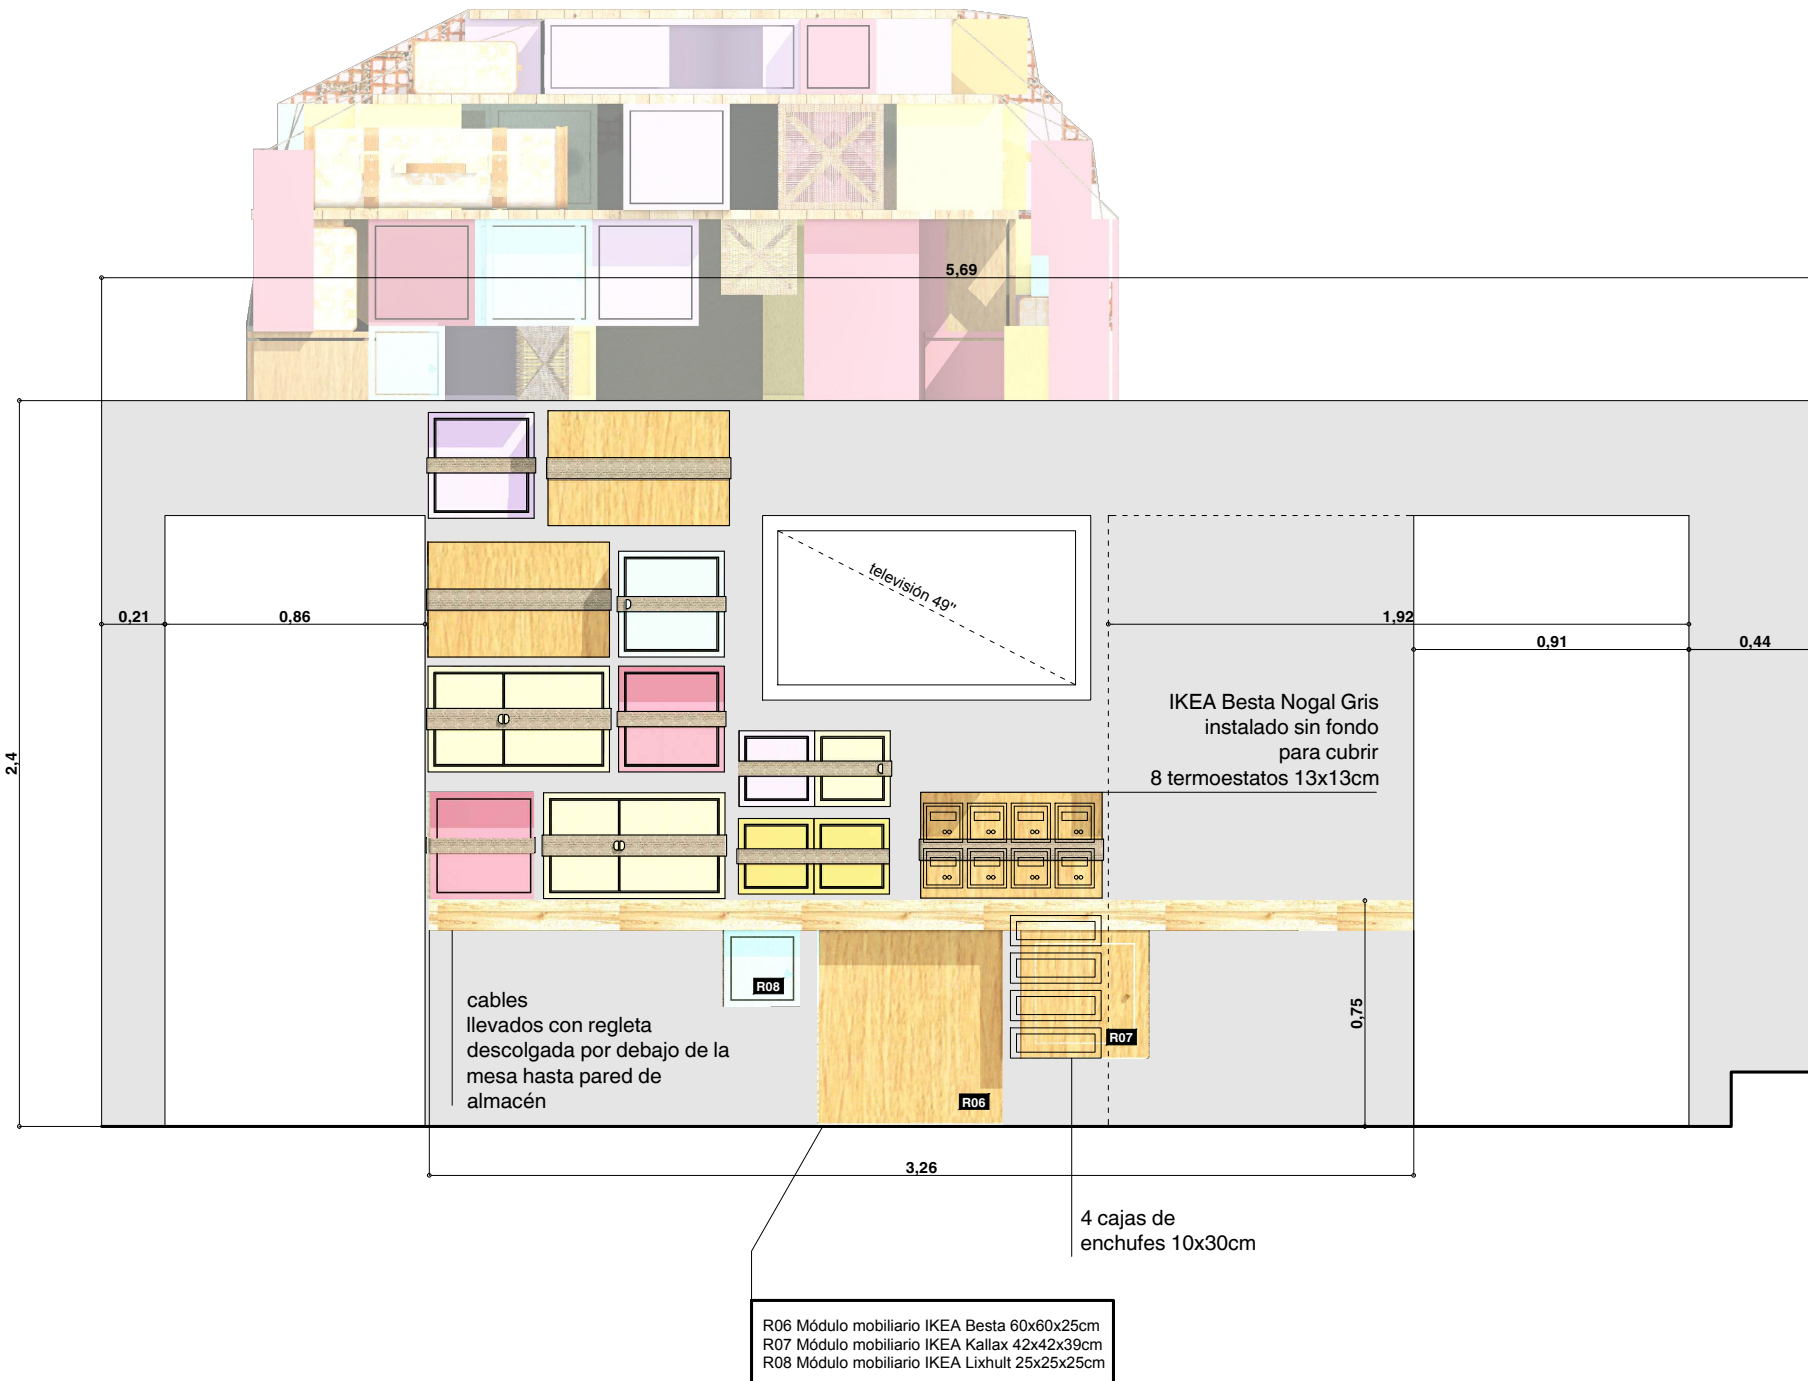 5,69
televisión 49"
0,21
0,86
1,92
0,91
0,44
IKEA Besta Nogal Gris
instalado sin fondo
para cubrir
8 termoestatos 13x13cm
2,4
R08
cables
llevados con regleta
descolgada por debajo de la
mesa hasta pared de
almacén
R07
0,75
R06
3,26
4 cajas de
enchufes 10x30cm
R06 Módulo mobiliario IKEA Besta 60x60x25cm
R07 Módulo mobiliario IKEA Kallax 42x42x39cm
R08 Módulo mobiliario IKEA Lixhult 25x25x25cm